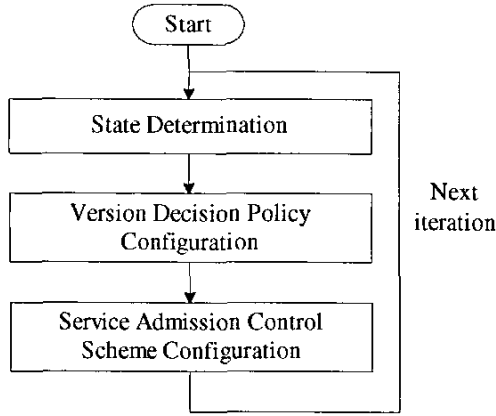 Start
State Determination
Version Decision Policy
Configuration
Next
iteration
Service Admission Control
Scheme Configuration